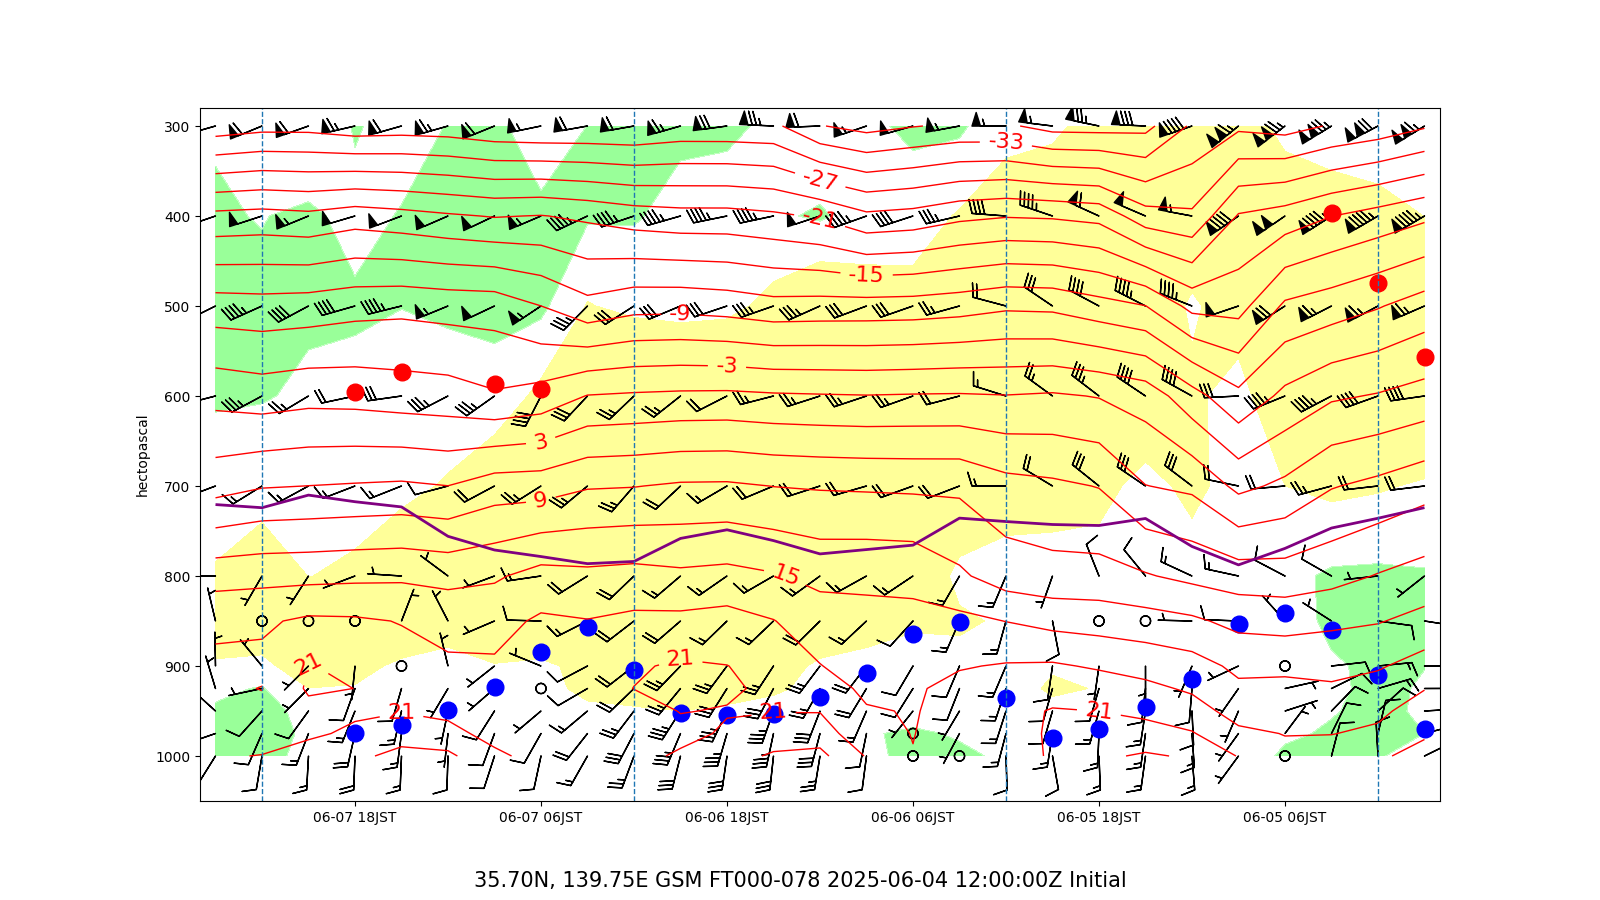 300
400
500
600
700
800
900
1000
hectopascal
-33
-27
-21
-15
-9
-3
3
9
15
21
21
21
21
21
06-07 18JST
06-07 06JST
06-06 18JST
06-06 06JST
06-05 18JST
06-05 06JST
35.70N, 139.75E GSM FT000-078 2025-06-04 12:00:00Z Initial